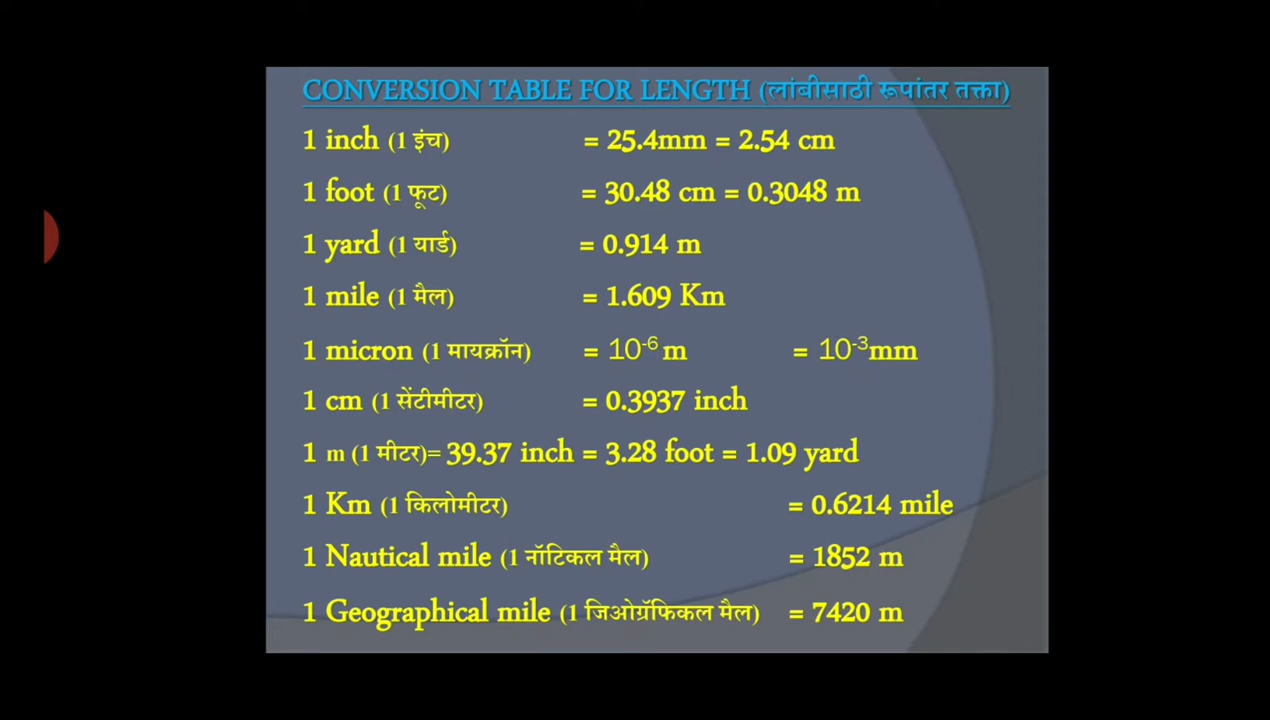 CONVERSION TABLE FOR LENGTH (लांबीसाठी रूपांतर तक्ता)
1 inch (1 इंच) = 25.4mm = 2.54 cm
1 foot (1 फूट) = 30.48 cm = 0.3048 m
1 yard (1 यार्ड) = 0.914 m
1 mile (1 मैल) = 1.609 Km
1 micron (1 मायक्रॉन) = 10⁻⁶ m = 10⁻³mm
1 cm (1 सेंटीमीटर) = 0.3937 inch
1 m (1 मीटर)= 39.37 inch = 3.28 foot = 1.09 yard
1 Km (1 किलोमीटर) = 0.6214 mile
1 Nautical mile (1 नॉटिकल मैल) = 1852 m
1 Geographical mile (1 जिओग्रॅफिकल मैल) = 7420 m